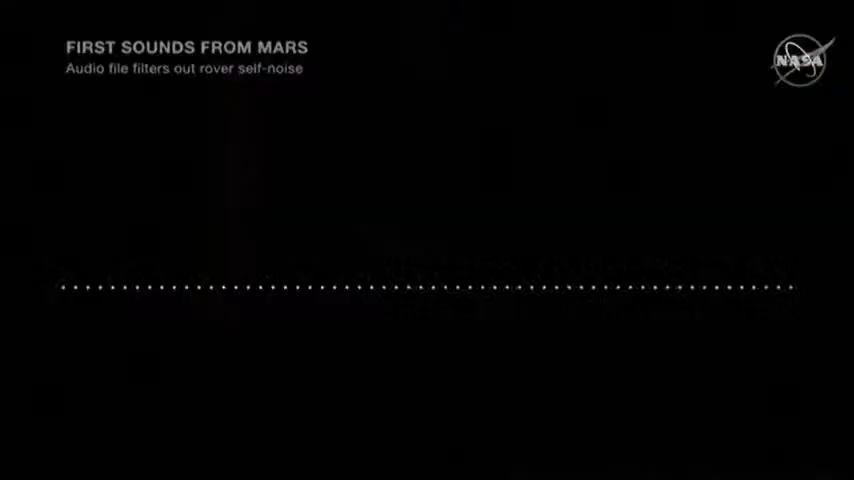 FIRST SOUNDS FROM MARS
Audio file filters out rover self-noise
NASA